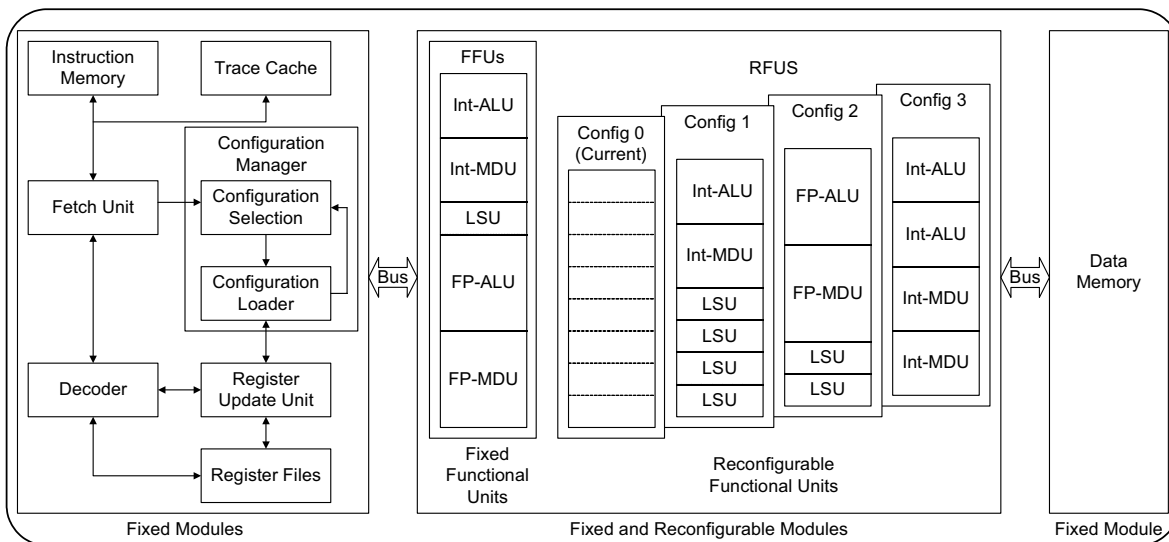 Instruction
Memory
Trace Cache
Configuration
Manager
Fetch Unit
Configuration
Selection
Configuration
Loader
Decoder
Register
Update Unit
Register Files
Fixed Modules
Bus
FFUs
Int-ALU
Int-MDU
LSU
FP-ALU
FP-MDU
Fixed
Functional
Units
RFUS
Config 0
(Current)
Config 1
Int-ALU
Int-MDU
LSU
LSU
LSU
LSU
Config 2
FP-ALU
FP-MDU
LSU
LSU
Config 3
Int-ALU
Int-ALU
Int-MDU
Int-MDU
Reconfigurable
Functional Units
Fixed and Reconfigurable Modules
Bus
Data
Memory
Fixed Module